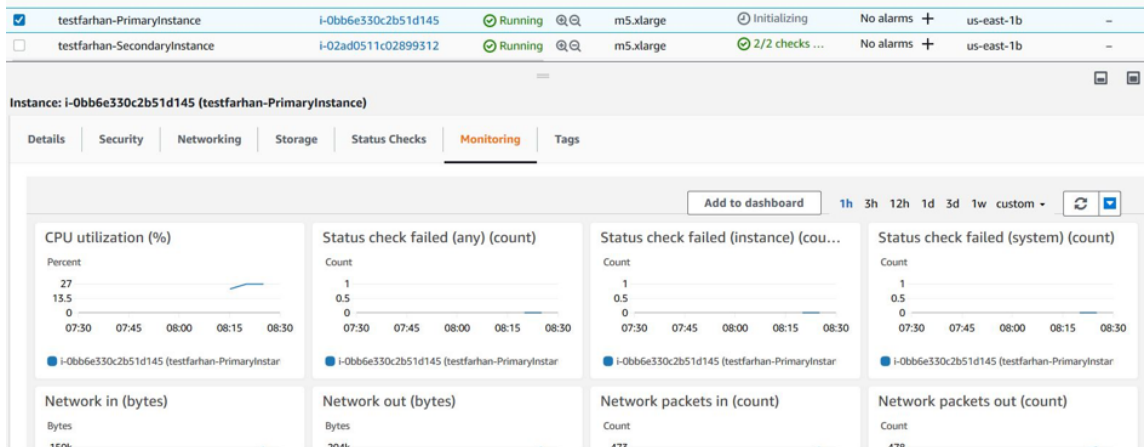 testfarhan-PrimaryInstance i-0bb6e330c2b51d145 Running m5.xlarge Initializing No alarms + us-east-1b –
testfarhan-SecondaryInstance i-02ad0511c02899312 Running m5.xlarge 2/2 checks ... No alarms + us-east-1b –
Instance: i-0bb6e330c2b51d145 (testfarhan-PrimaryInstance)
Details Security Networking Storage Status Checks Monitoring Tags
Add to dashboard 1h 3h 12h 1d 3d 1w custom
CPU utilization (%)
Percent
27
13.5
0
07:30 07:45 08:00 08:15 08:30
i-0bb6e330c2b51d145 (testfarhan-PrimaryInstar
Status check failed (any) (count)
Count
1
0.5
0
07:30 07:45 08:00 08:15 08:30
i-0bb6e330c2b51d145 (testfarhan-PrimaryInstar
Status check failed (instance) (cou...
Count
1
0.5
0
07:30 07:45 08:00 08:15 08:30
i-0bb6e330c2b51d145 (testfarhan-PrimaryInstar
Status check failed (system) (count)
Count
1
0.5
0
07:30 07:45 08:00 08:15 08:30
i-0bb6e330c2b51d145 (testfarhan-PrimaryInstar
Network in (bytes)
Bytes
Network out (bytes)
Bytes
Network packets in (count)
Count
Network packets out (count)
Count